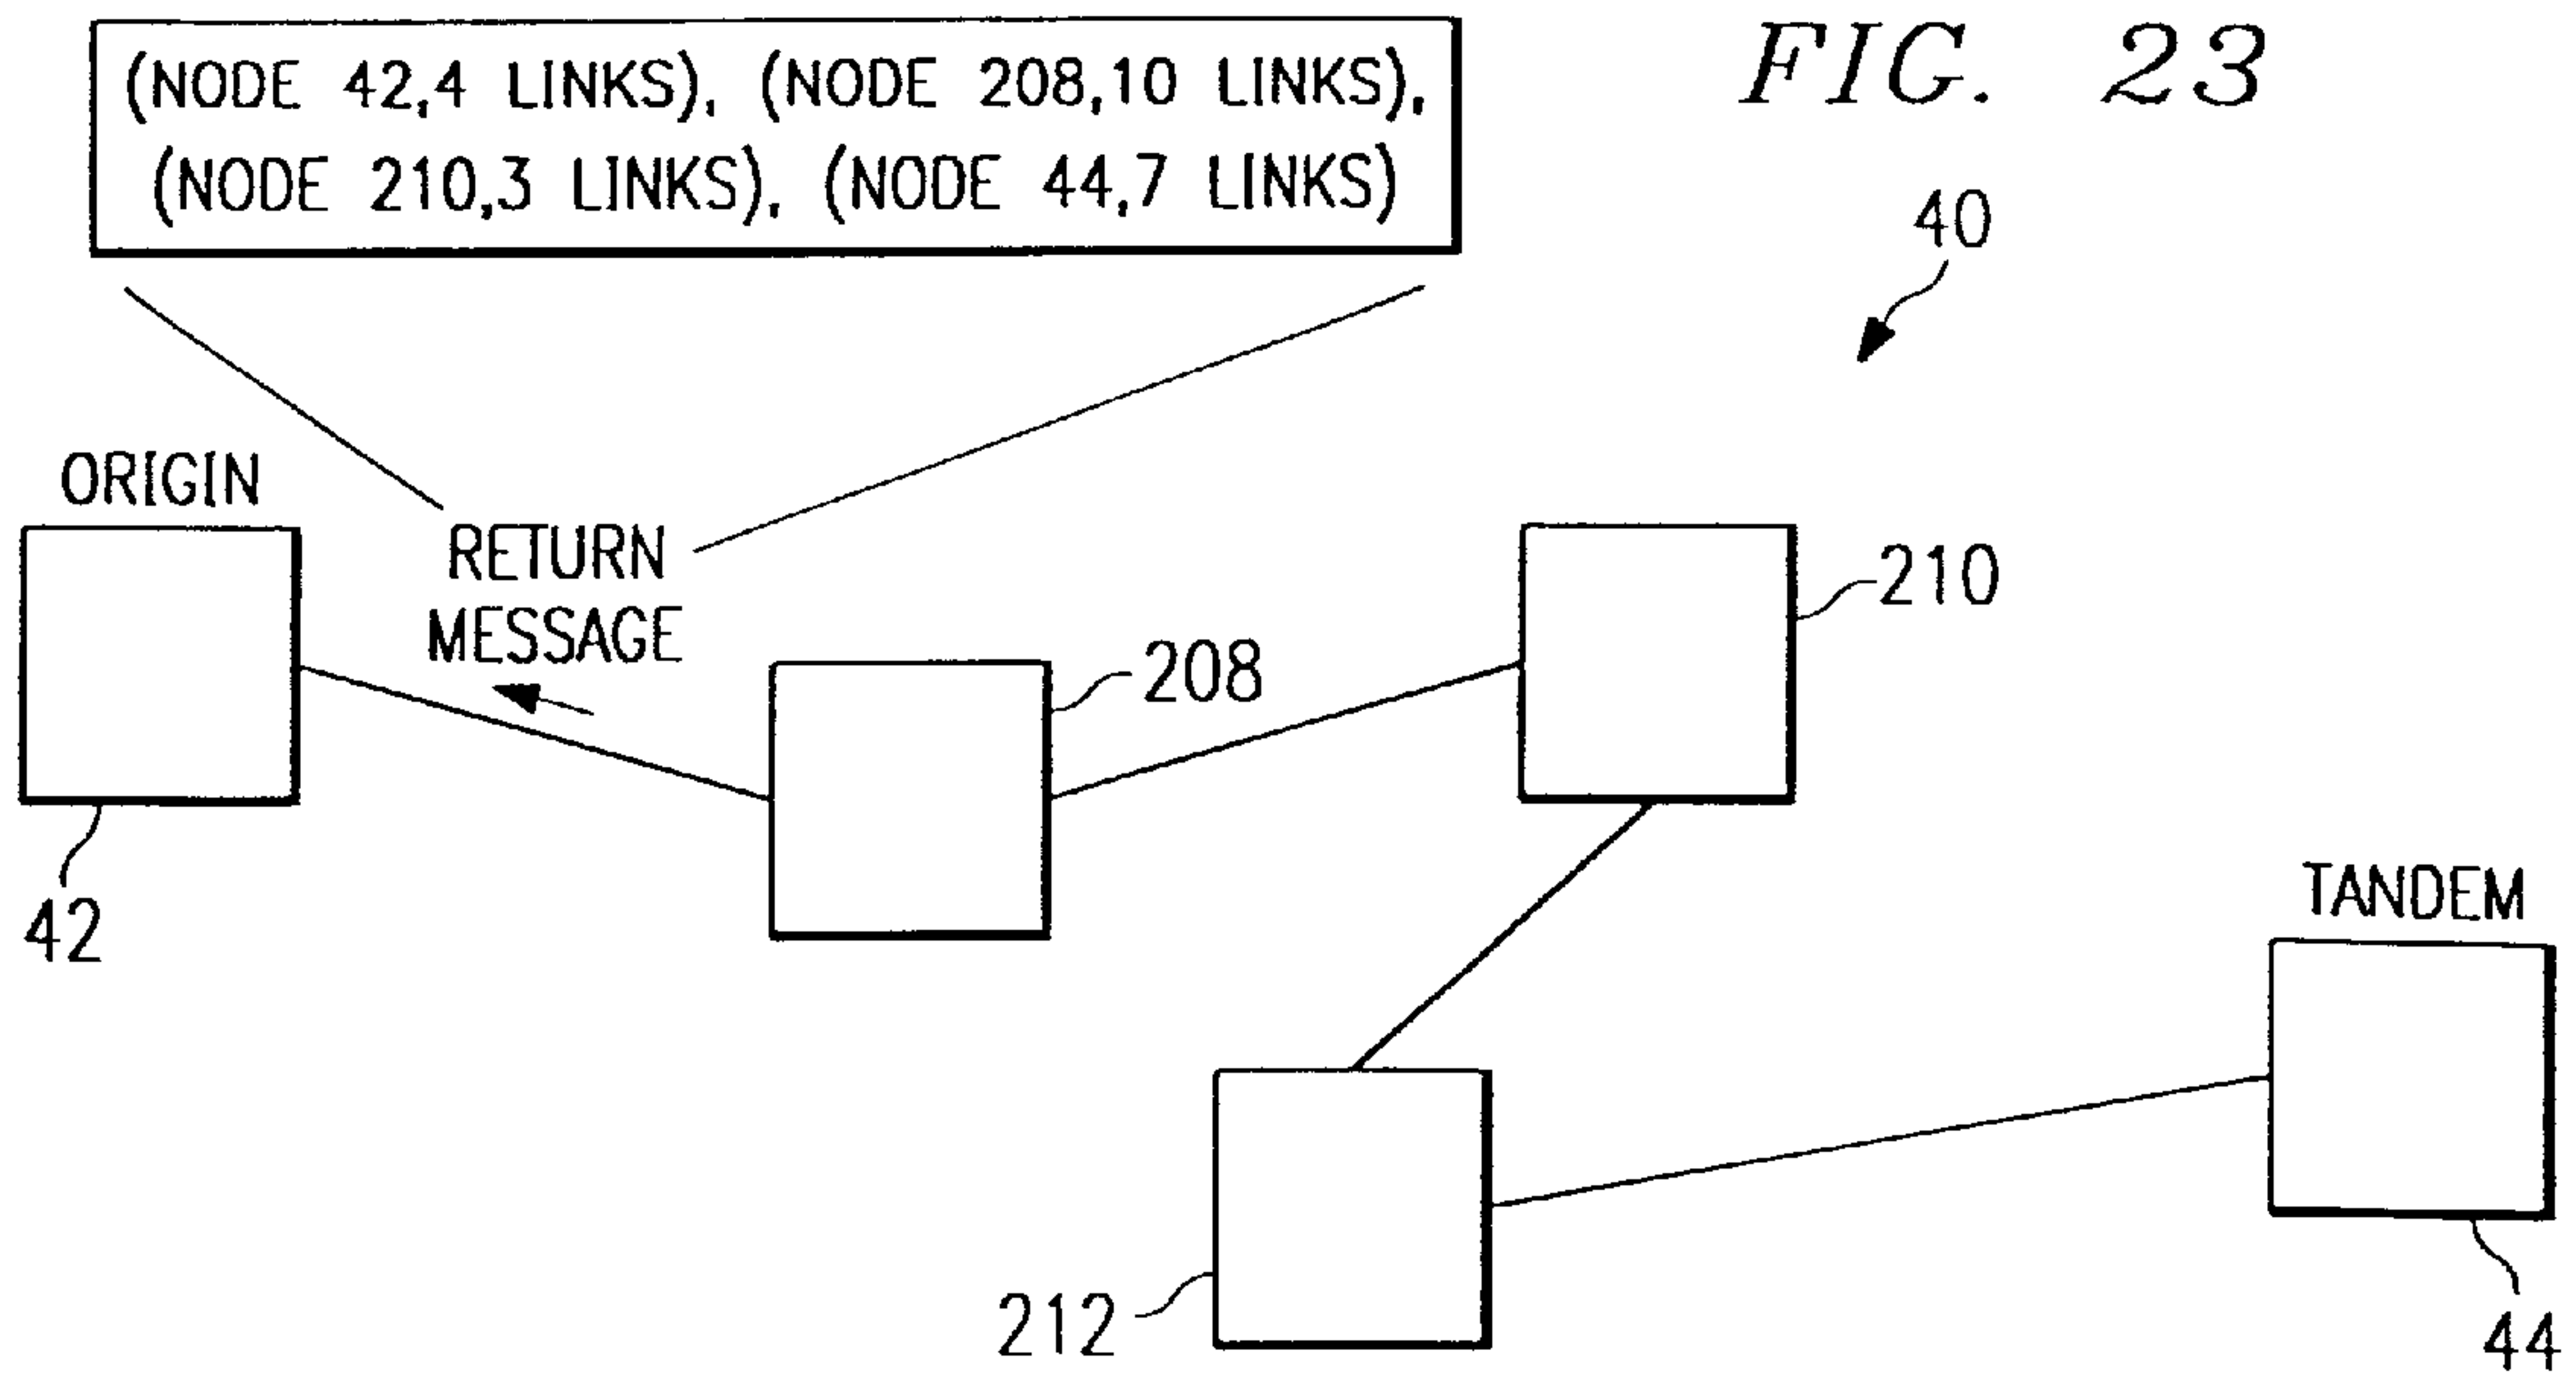 (NODE 42,4 LINKS), (NODE 208,10 LINKS),
(NODE 210,3 LINKS), (NODE 44,7 LINKS)
FIG. 23
40
ORIGIN
RETURN
MESSAGE
210
208
42
TANDEM
212
44